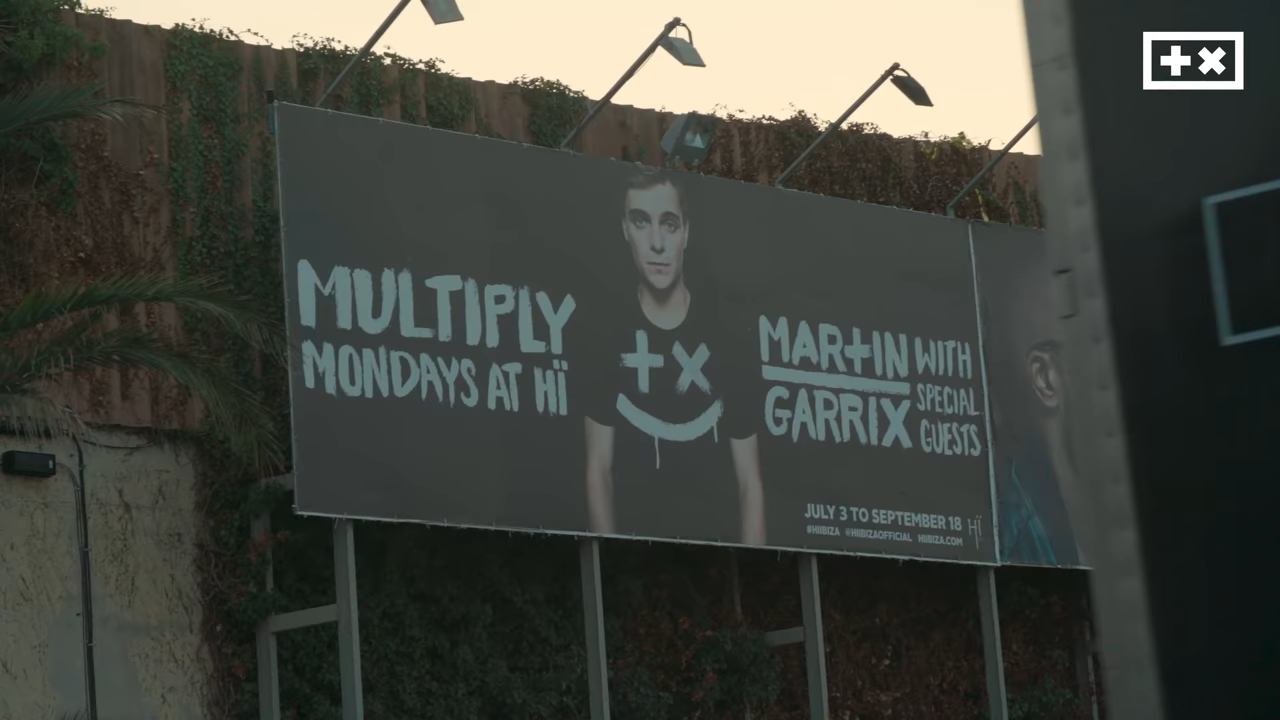 MULTIPLY
MONDAYS AT HÏ
MAR+IN
GARRIX
WITH
SPECIAL
GUESTS
JULY 3 TO SEPTEMBER 18
HÏ
#HIIBIZA @HIIBIZAOFFICIAL HIIBIZA.COM
+X
+X